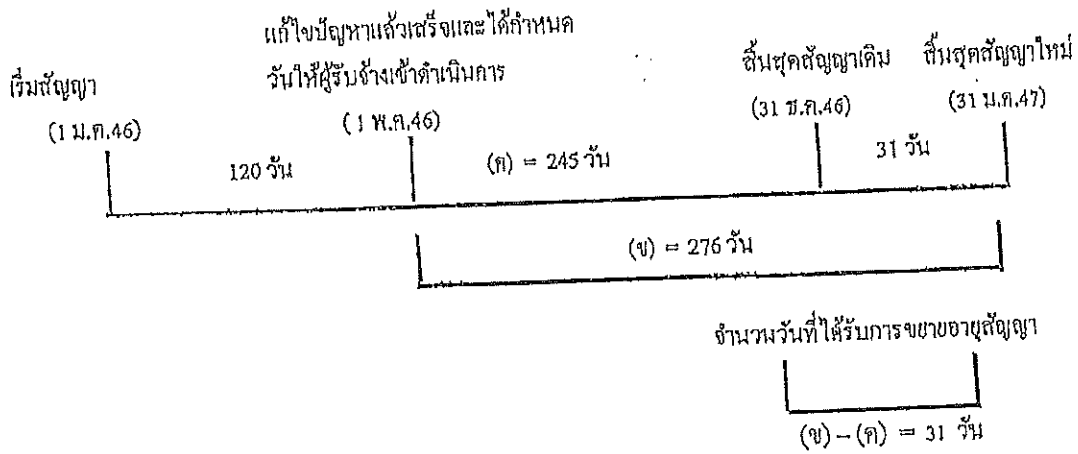 แก้ไขปัญหาแล้วเสร็จและได้กำหนด
วันให้ผู้รับจ้างเข้าดำเนินการ
(1 พ.ค.46)
เริ่มสัญญา
(1 ม.ค.46)
สิ้นสุดสัญญาเดิม
(31 ธ.ค.46)
สิ้นสุดสัญญาใหม่
(31 ม.ค.47)
120 วัน
(ค) = 245 วัน
31 วัน
(ข) = 276 วัน
จำนวนวันที่ได้รับการขยายอายุสัญญา
(ข) – (ค) = 31 วัน